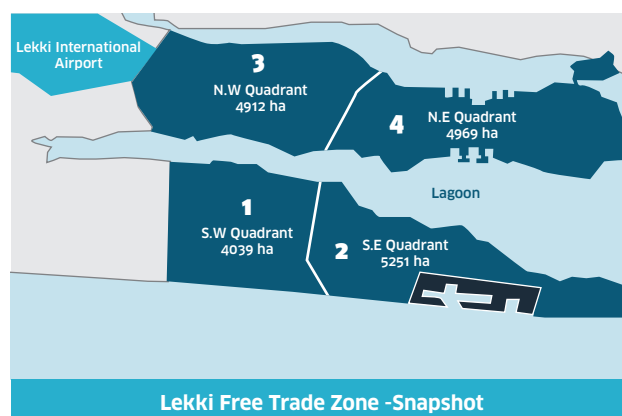 Lekki International
Airport
3
N.W Quadrant
4912 ha
4
N.E Quadrant
4969 ha
Lagoon
1
S.W Quadrant
4039 ha
2
S.E Quadrant
5251 ha
Lekki Free Trade Zone -Snapshot